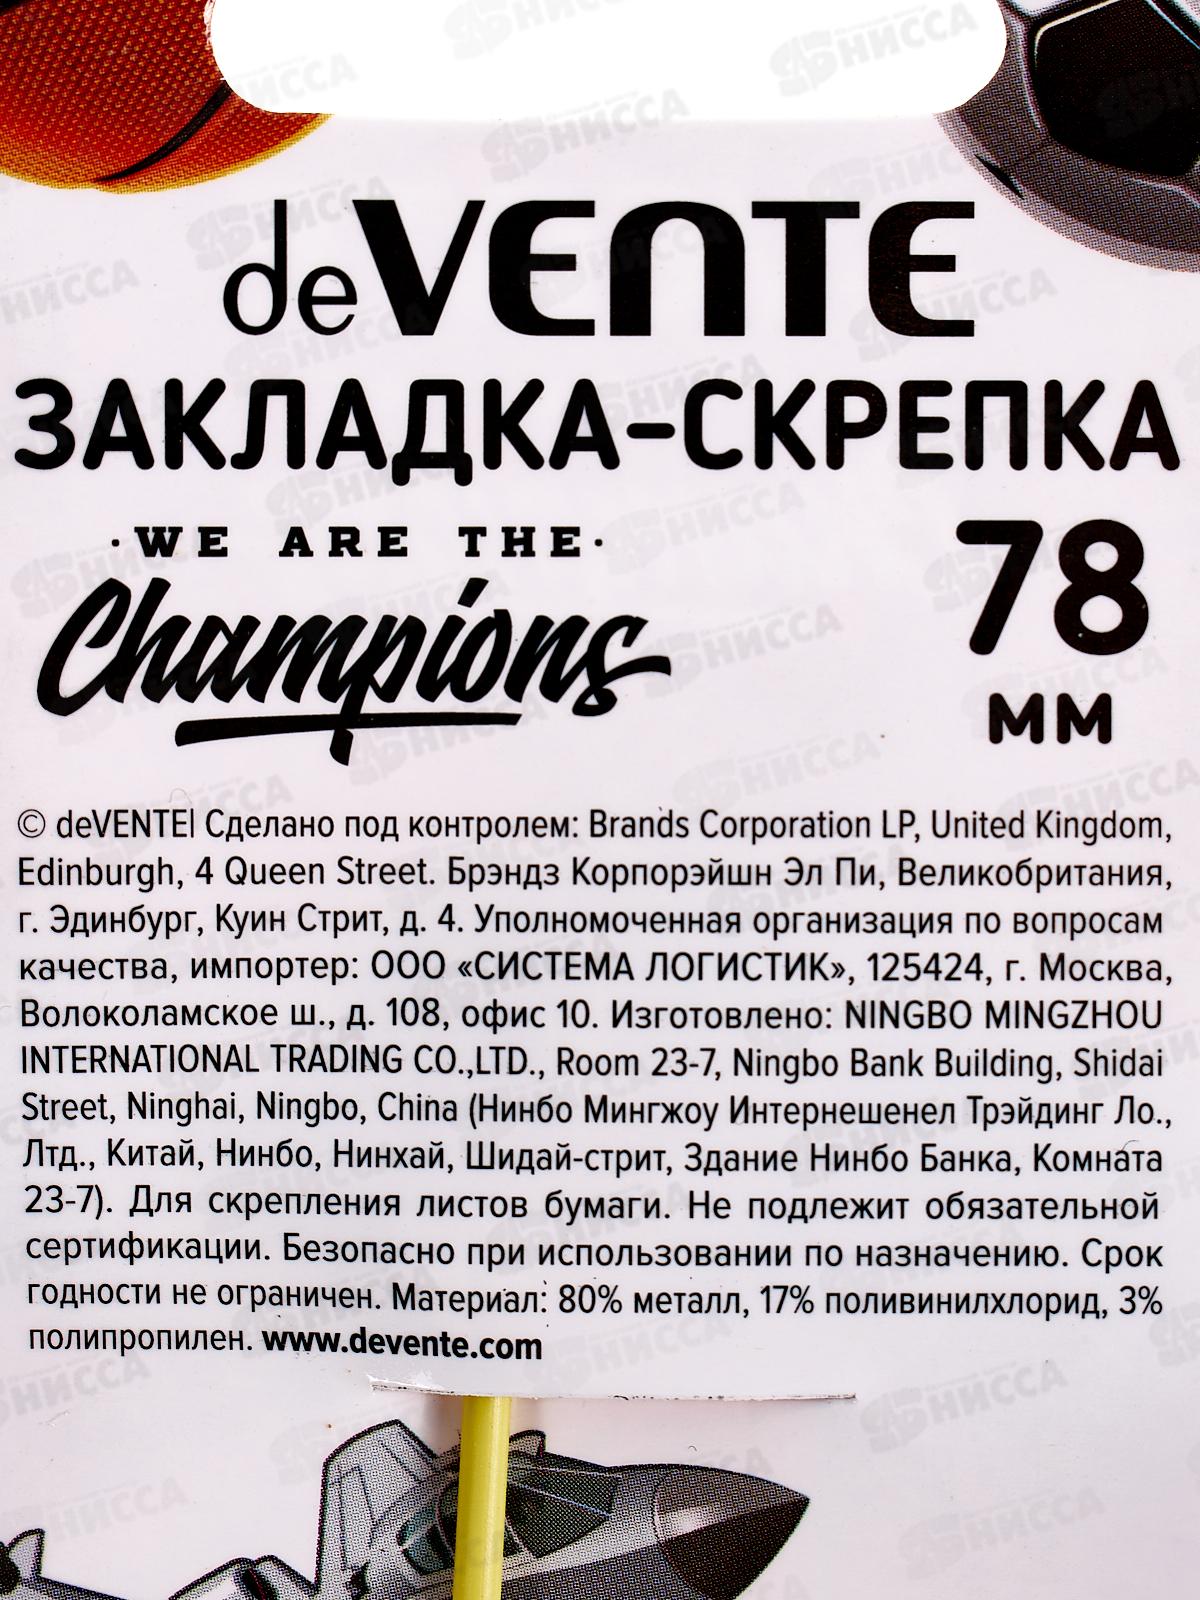 deVENTE
ЗАКЛАДКА-СКРЕПКА
·WE ARE THE·
Champions
78
мм
© deVENTE| Сделано под контролем: Brands Corporation LP, United Kingdom,
Edinburgh, 4 Queen Street. Брэндз Корпорэйшн Эл Пи, Великобритания,
г. Эдинбург, Куин Стрит, д. 4. Уполномоченная организация по вопросам
качества, импортер: ООО «СИСТЕМА ЛОГИСТИК», 125424, г. Москва,
Волоколамское ш., д. 108, офис 10. Изготовлено: NINGBO MINGZHOU
INTERNATIONAL TRADING CO.,LTD., Room 23-7, Ningbo Bank Building, Shidai
Street, Ninghai, Ningbo, China (Нинбо Мингжоу Интернешенел Трэйдинг Ло.,
Лтд., Китай, Нинбо, Нинхай, Шидай-стрит, Здание Нинбо Банка, Комната
23-7). Для скрепления листов бумаги. Не подлежит обязательной
сертификации. Безопасно при использовании по назначению. Срок
годности не ограничен. Материал: 80% металл, 17% поливинилхлорид, 3%
полипропилен. www.devente.com